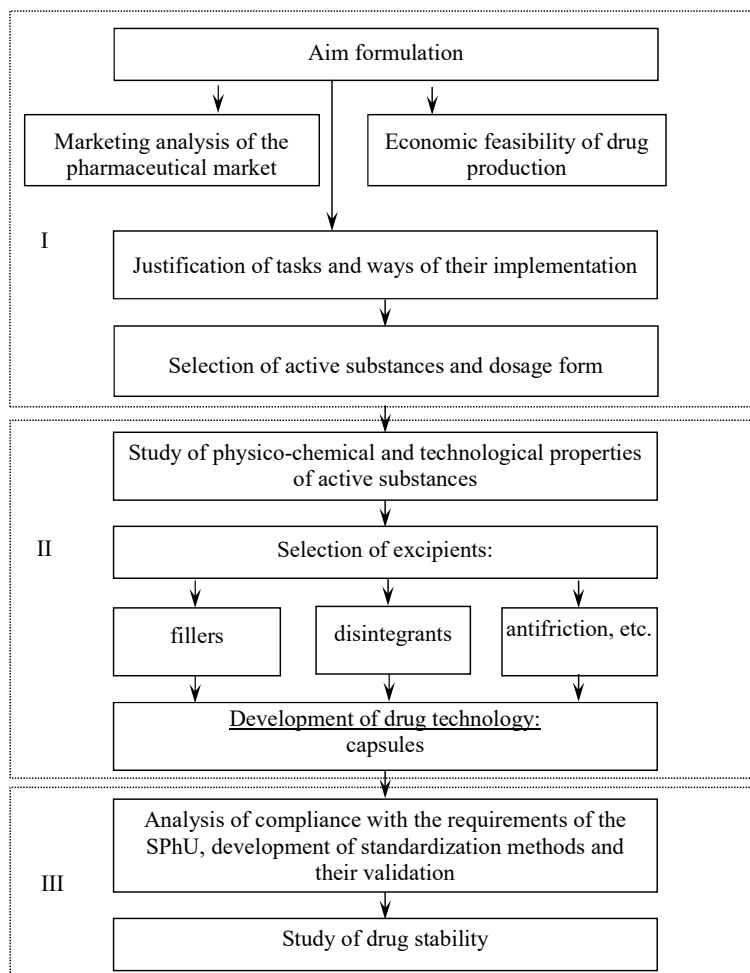 Aim formulation
Marketing analysis of the
pharmaceutical market
Economic feasibility of drug
production
I
Justification of tasks and ways of their implementation
Selection of active substances and dosage form
Study of physico-chemical and technological properties
of active substances
II
Selection of excipients:
fillers
disintegrants
antifriction, etc.
Development of drug technology:
capsules
Analysis of compliance with the requirements of the
SPhU, development of standardization methods and
their validation
III
Study of drug stability